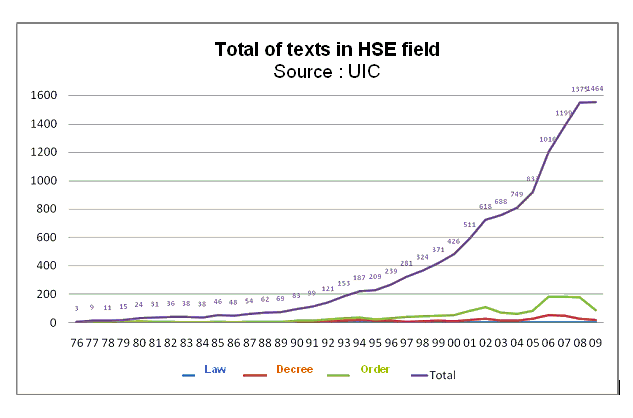 Total of texts in HSE field
Source : UIC
1600
1400
1200
1000
800
600
400
200
0
3 9 11 15 24 31 36 38 38 46 48 54 62 69 83 99 121 153 187 209 239 281 324 371 426 511 618 688 749 1016 1199 1375 1464
76 77 78 79 80 81 82 83 84 85 86 87 88 89 90 91 92 93 94 95 96 97 98 99 00 01 02 03 04 05 06 07 08 09
Law Decree Order Total